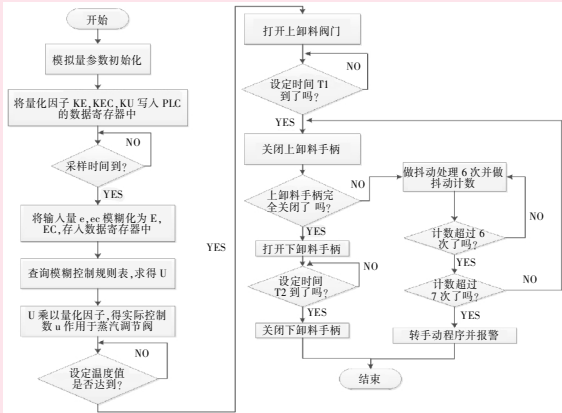 开始
模拟量参数初始化
将量化因子 KE,KEC,KU 写入 PLC
的数据寄存器中
NO
采样时间到?
YES
将输入量 e,ec 模糊化为 E,
EC,存入数据寄存器中
查询模糊控制规则表,求得 U
U 乘以量化因子,得实际控制
数 u 作用于蒸汽调节阀
NO
设定温度值
是否达到?
YES
打开上卸料阀门
NO
设定时间 T1
到了吗?
YES
关闭上卸料手柄
上卸料手柄完
全关闭了 吗?
NO
YES
打开下卸料手柄
NO
设定时间
T2 到了吗?
YES
关闭下卸料手柄
做抖动处理 6 次并做
抖动计数
计数超过 6
次了吗?
NO
YES
计数超过
7 次了吗?
YES
转手动程序并报警
结束